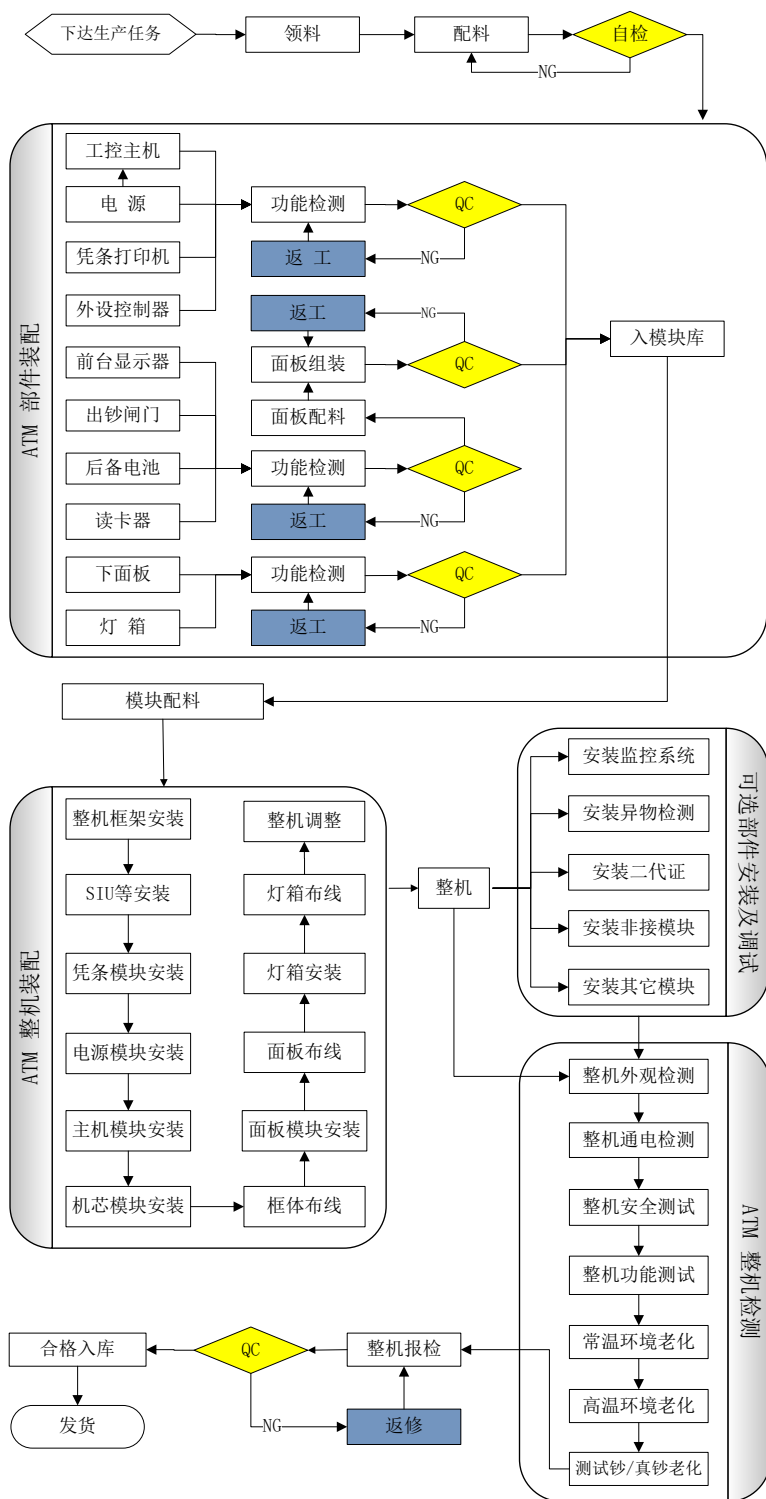 下达生产任务
领料
配料
自检
NG
ATM 部件装配
工控主机
电 源
功能检测
QC
凭条打印机
返 工
NG
外设控制器
返工
NG
入模块库
前台显示器
面板组装
QC
出钞闸门
面板配料
后备电池
功能检测
QC
读卡器
返工
NG
下面板
功能检测
QC
灯 箱
返工
NG
模块配料
ATM 整机装配
整机框架安装
SIU等安装
凭条模块安装
电源模块安装
主机模块安装
机芯模块安装
框体布线
面板模块安装
面板布线
灯箱安装
灯箱布线
整机调整
整机
可选部件安装及调试
安装监控系统
安装异物检测
安装二代证
安装非接模块
安装其它模块
ATM 整机检测
整机外观检测
整机通电检测
整机安全测试
整机功能测试
常温环境老化
高温环境老化
测试钞/真钞老化
整机报检
QC
NG
返修
合格入库
发货